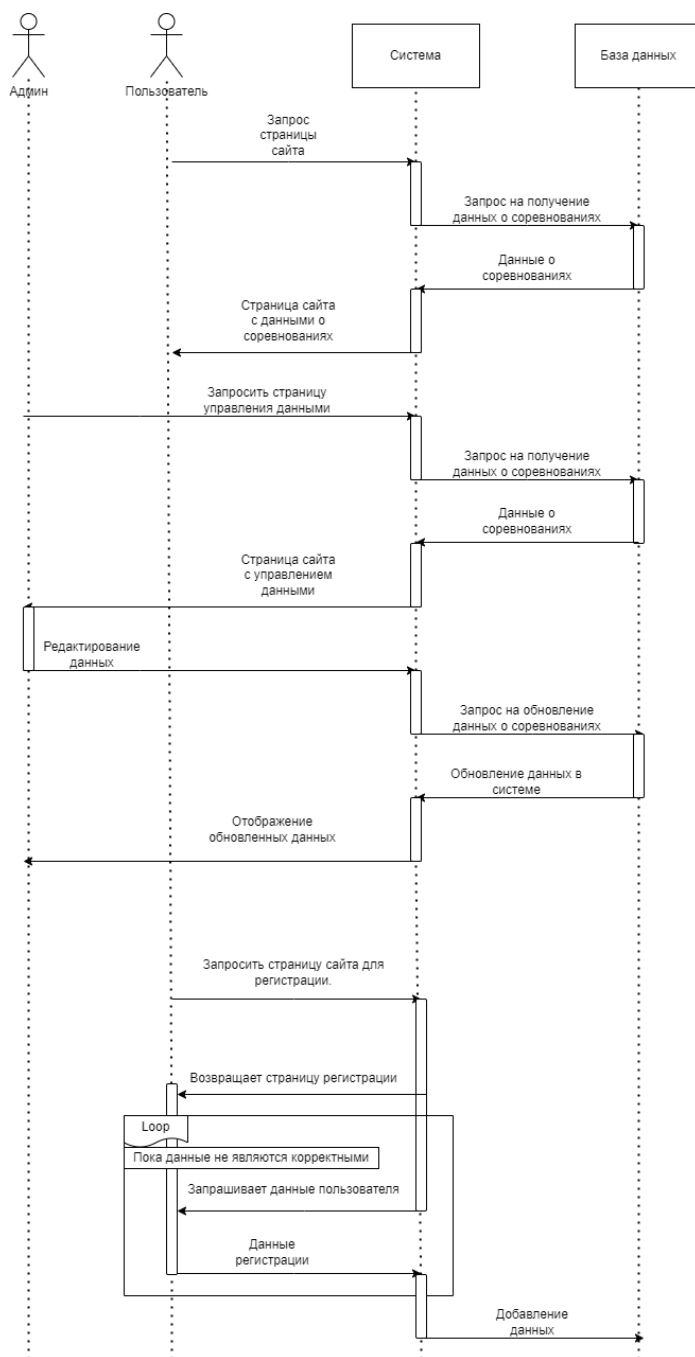 Админ
Пользователь
Система
База данных
Запрос
страницы
сайта
Запрос на получение
данных о соревнованиях
Данные о
соревнованиях
Страница сайта
с данными о
соревнованиях
Запросить страницу
управления данными
Запрос на получение
данных о соревнованиях
Данные о
соревнованиях
Страница сайта
с управлением
данными
Редактирование
данных
Запрос на обновление
данных о соревнованиях
Обновление данных в
системе
Отображение
обновленных данных
Запросить страницу сайта для
регистрации.
Возвращает страницу регистрации
Loop
Пока данные не являются корректными
Запрашивает данные пользователя
Данные
регистрации
Добавление
данных